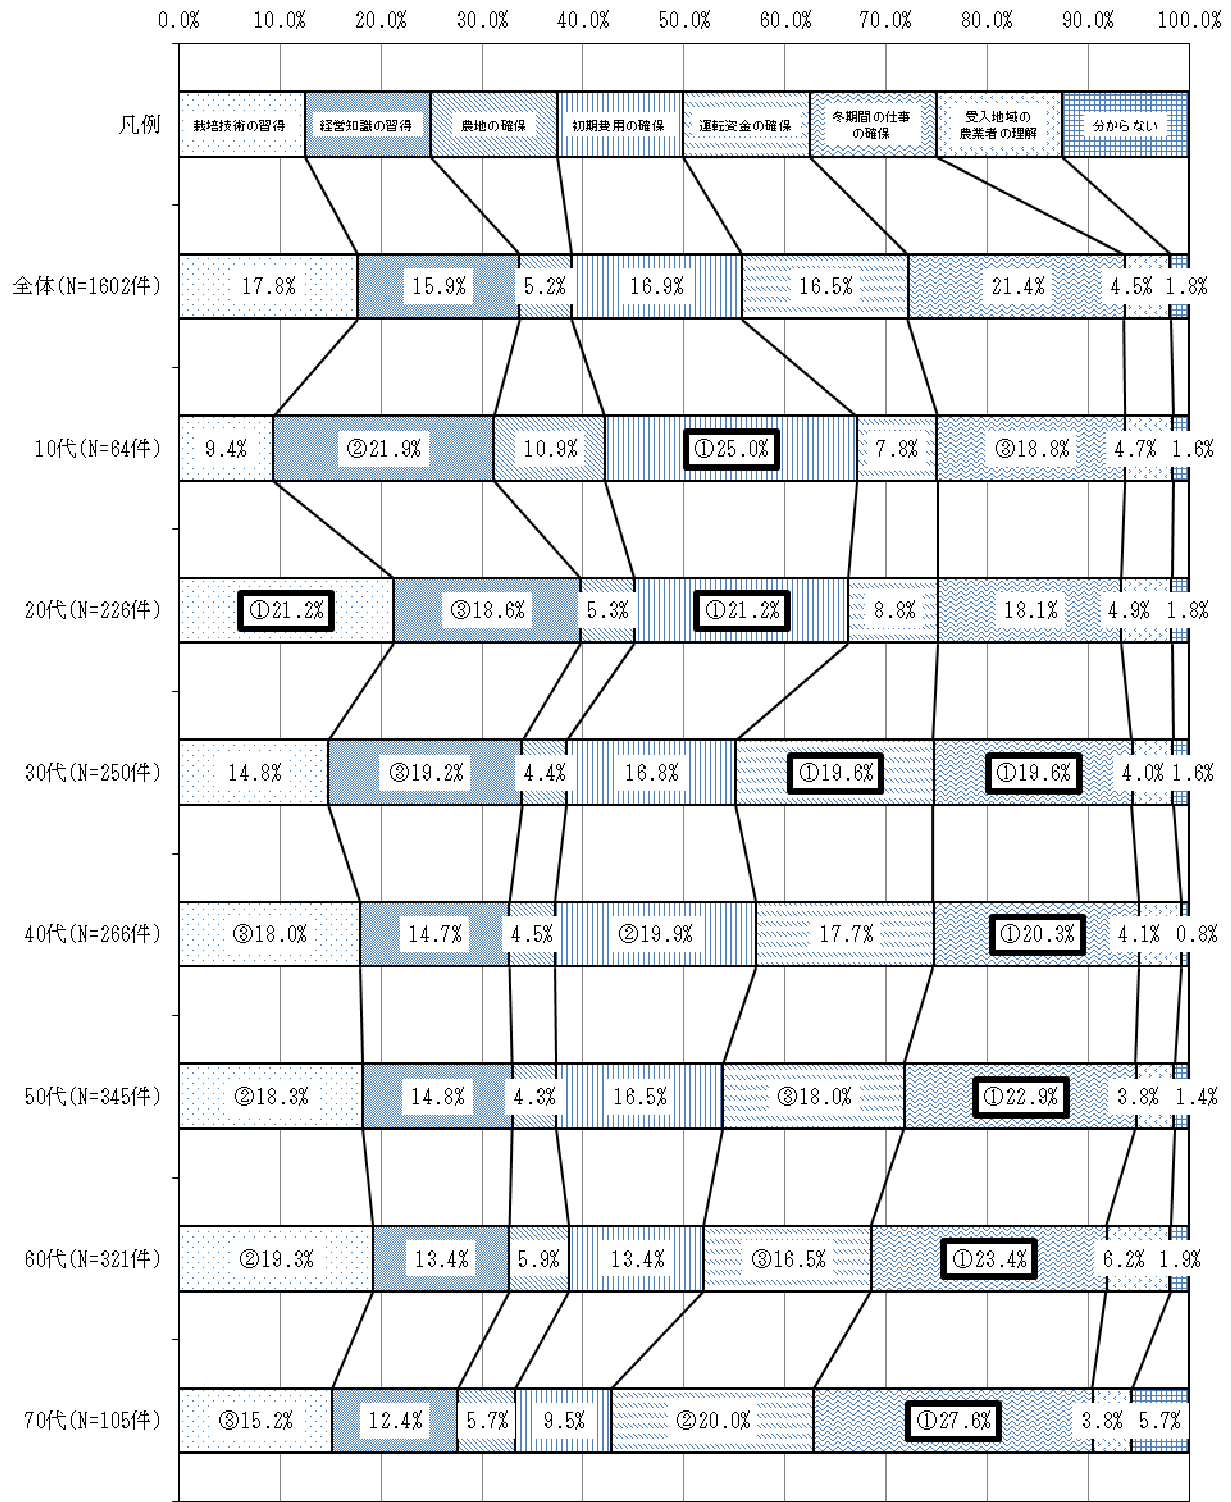 0.0% 10.0% 20.0% 30.0% 40.0% 50.0% 60.0% 70.0% 80.0% 90.0% 100.0%
凡例 栽培技術の習得 経営知識の習得 農地の確保 初期費用の確保 運転資金の確保 冬期間の仕事 受入地域の 分からない
の確保 農業者の理解
全体(N=1602件) 17.8% 15.9% 5.2% 16.9% 16.5% 21.4% 4.5% 1.8%
10代(N=64件) 9.4% ②21.9% 10.9% ①25.0% 7.8% ③18.8% 4.7% 1.6%
20代(N=226件) ①21.2% ③18.6% 5.3% ①21.2% 8.8% 18.1% 4.9% 1.8%
30代(N=250件) 14.8% ③19.2% 4.4% 16.8% ①19.6% ①19.6% 4.0% 1.6%
40代(N=266件) ③18.0% 14.7% 4.5% ②19.9% 17.7% ①20.3% 4.1% 0.8%
50代(N=345件) ②18.3% 14.8% 4.3% 16.5% ③18.0% ①22.9% 3.8% 1.4%
60代(N=321件) ②19.3% 13.4% 5.9% 13.4% ③16.5% ①23.4% 6.2% 1.9%
70代(N=105件) ③15.2% 12.4% 5.7% 9.5% ②20.0% ①27.6% 3.8% 5.7%